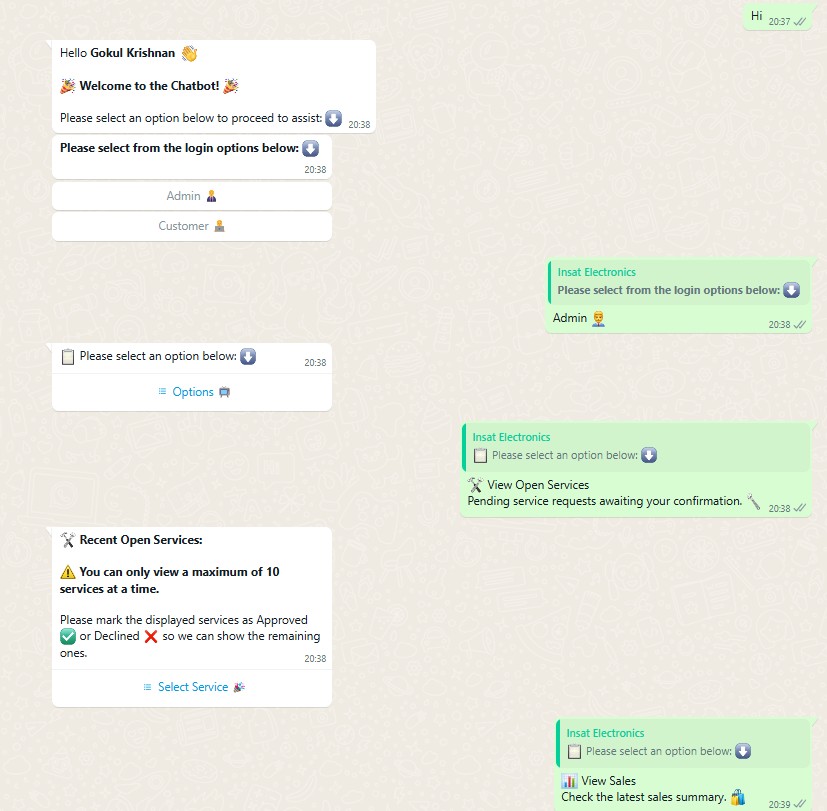 Hi 20:37
Hello Gokul Krishnan 👋
🎉 Welcome to the Chatbot! 🎉
Please select an option below to proceed to assist: ⬇️ 20:38
Please select from the login options below: ⬇️
20:38
Admin 👨‍💼
Customer 👨‍💻
Insat Electronics
Please select from the login options below: ⬇️
Admin 👨‍💼
20:38
📋 Please select an option below: ⬇️ 20:38
Options 📺
Insat Electronics
📋 Please select an option below: ⬇️
🛠️ View Open Services
Pending service requests awaiting your confirmation. 🔧 20:38
🛠️ Recent Open Services:
⚠️ You can only view a maximum of 10
services at a time.
Please mark the displayed services as Approved
✅ or Declined ❌ so we can show the remaining
ones. 20:38
Select Service 🎉
Insat Electronics
📋 Please select an option below: ⬇️
📊 View Sales
Check the latest sales summary. 🛍️ 20:39